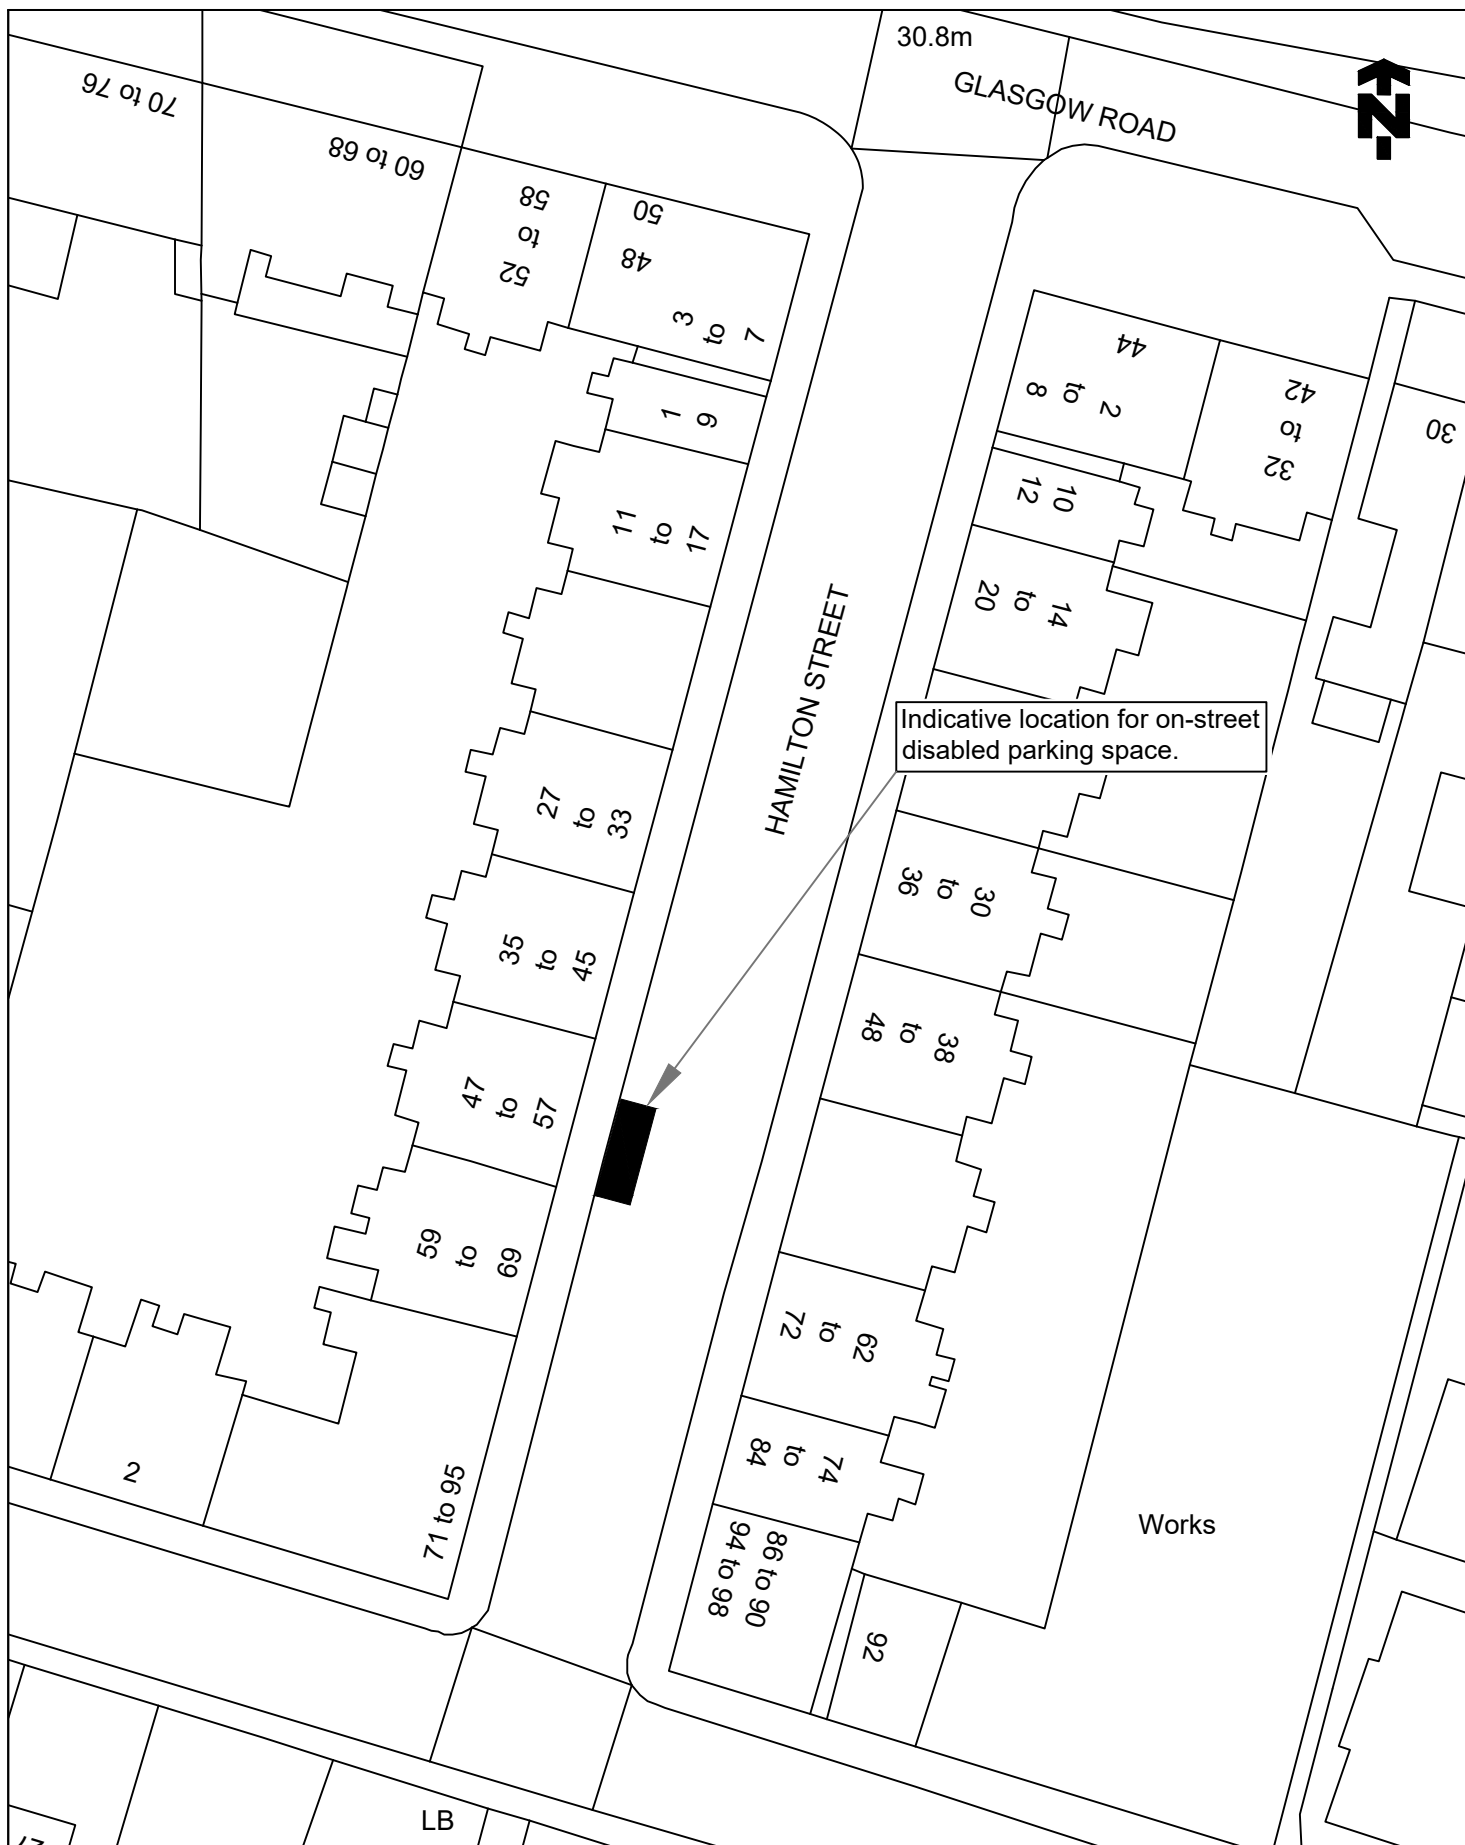 30.8m
GLASGOW ROAD
N
70 to 76
60 to 68
58
to
52
50
48
3
to
7
44
2
to
8
42
to
32
30
1
9
10
12
11
to
17
14
to
20
HAMILTON STREET
Indicative location for on-street
disabled parking space.
27
to
33
30
to
36
35
to
45
38
to
48
47
to
57
59
to
69
62
to
72
74
to
84
2
71 to 95
86 to 90
94 to 98
Works
92
LB